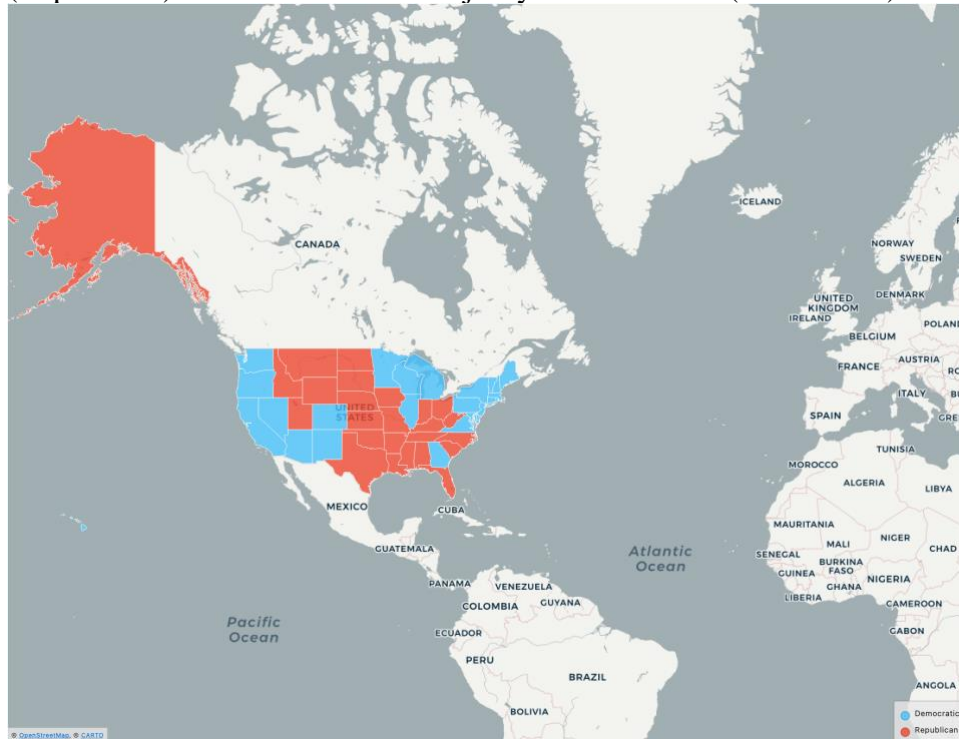 ICELAND
CANADA
NORWAY
SWEDEN
UNITED
KINGDOM
DENMARK
IRELAND
POLAND
BELGIUM
FRANCE
AUSTRIA
ITALY
SPAIN
UNITED
STATES
TUNISIA
MOROCCO
ALGERIA
LIBYA
MEXICO
CUBA
MAURITANIA
GUATEMALA
MALI
NIGER
CHAD
Atlantic
Ocean
SENEGAL
BURKINA
FASO
GUINEA
NIGERIA
GHANA
LIBERIA
PANAMA
VENEZUELA
COLOMBIA
GUYANA
CAMEROON
Pacific
Ocean
ECUADOR
GABON
PERU
BRAZIL
ANGOLA
BOLIVIA
Democratic
Republican
© OpenStreetMap, © CARTO